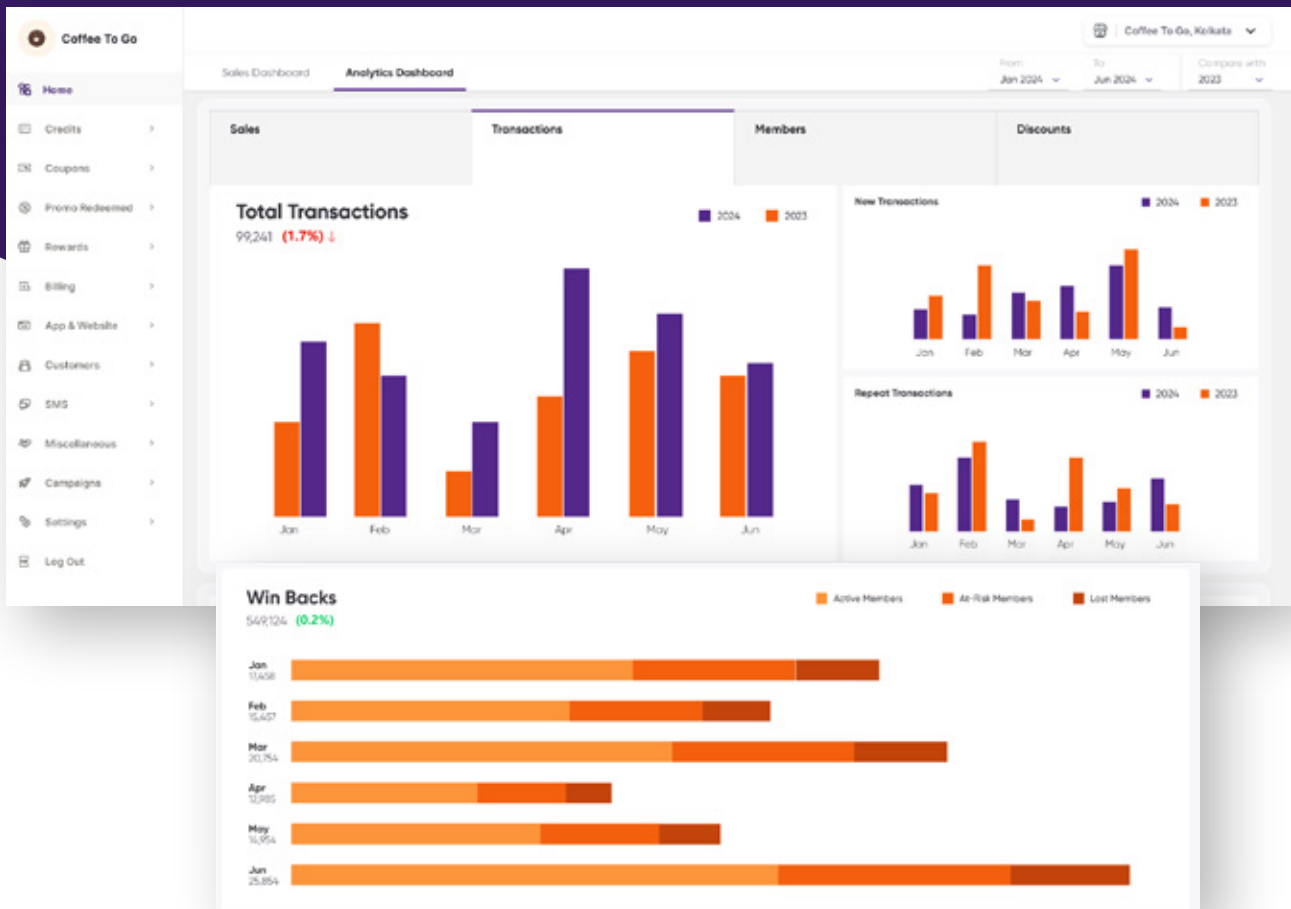 Coffee To Go
Coffee To Go, Kolkata
Home
Credits
Coupons
Promo Redeemed
Rewards
Billing
App & Website
Customers
SMS
Miscellaneous
Campaigns
Settings
Log Out
Sales Dashboard Analytics Dashboard
From To Compare with
Jan 2024 Jun 2024 2023
Sales Transactions Members Discounts
Total Transactions
99,241 (1.7%) ↓
2024 2023
Jan Feb Mar Apr May Jun
New Transactions 2024 2023
Jan Feb Mar Apr May Jun
Repeat Transactions 2024 2023
Jan Feb Mar Apr May Jun
Win Backs
549,124 (0.2%)
Active Members At-Risk Members Lost Members
Jan
17,458
Feb
15,457
Mar
20,754
Apr
12,985
May
14,954
Jun
25,854